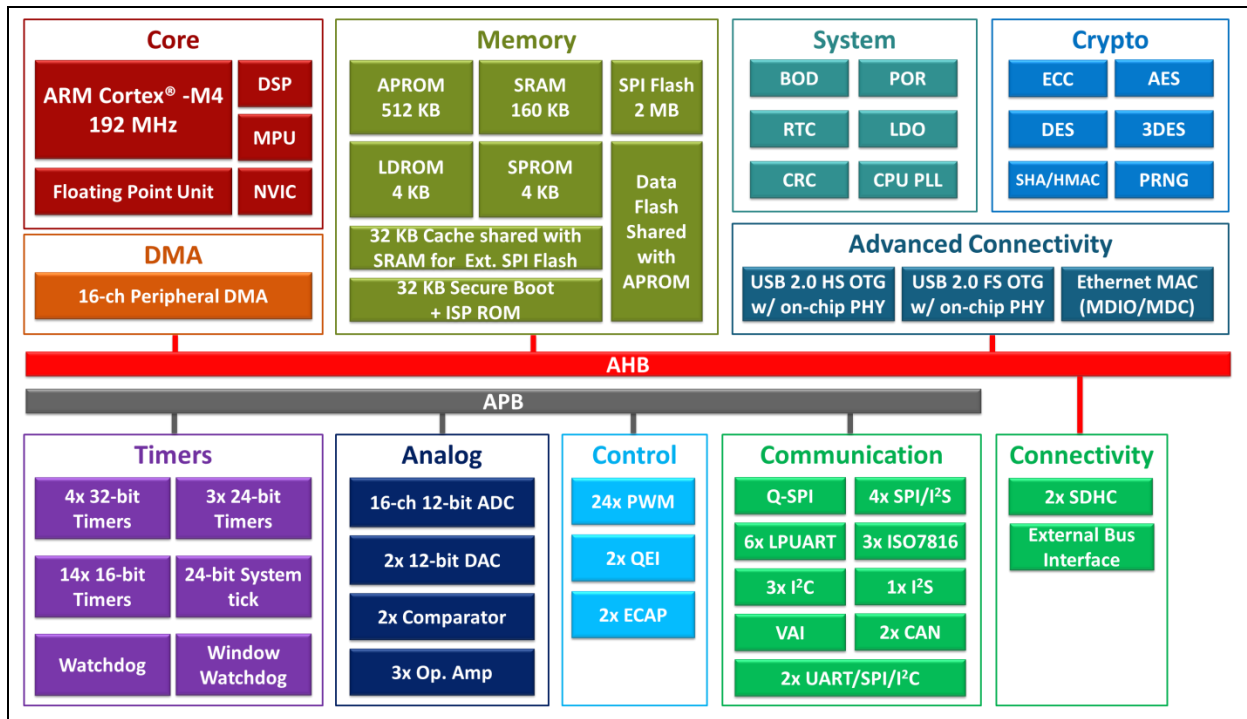 Core
ARM Cortex® -M4
192 MHz
DSP
MPU
Floating Point Unit
NVIC
DMA
16-ch Peripheral DMA
Memory
APROM
512 KB
SRAM
160 KB
SPI Flash
2 MB
LDROM
4 KB
SPROM
4 KB
Data
Flash
Shared
with
APROM
32 KB Cache shared with
SRAM for Ext. SPI Flash
32 KB Secure Boot
+ ISP ROM
System
BOD
POR
RTC
LDO
CRC
CPU PLL
Crypto
ECC
AES
DES
3DES
SHA/HMAC
PRNG
Advanced Connectivity
USB 2.0 HS OTG
w/ on-chip PHY
USB 2.0 FS OTG
w/ on-chip PHY
Ethernet MAC
(MDIO/MDC)
AHB
APB
Timers
4x 32-bit
Timers
3x 24-bit
Timers
14x 16-bit
Timers
24-bit System
tick
Watchdog
Window
Watchdog
Analog
16-ch 12-bit ADC
2x 12-bit DAC
2x Comparator
3x Op. Amp
Control
24x PWM
2x QEI
2x ECAP
Communication
Q-SPI
4x SPI/I²S
6x LPUART
3x ISO7816
3x I²C
1x I²S
VAI
2x CAN
2x UART/SPI/I²C
Connectivity
2x SDHC
External Bus
Interface